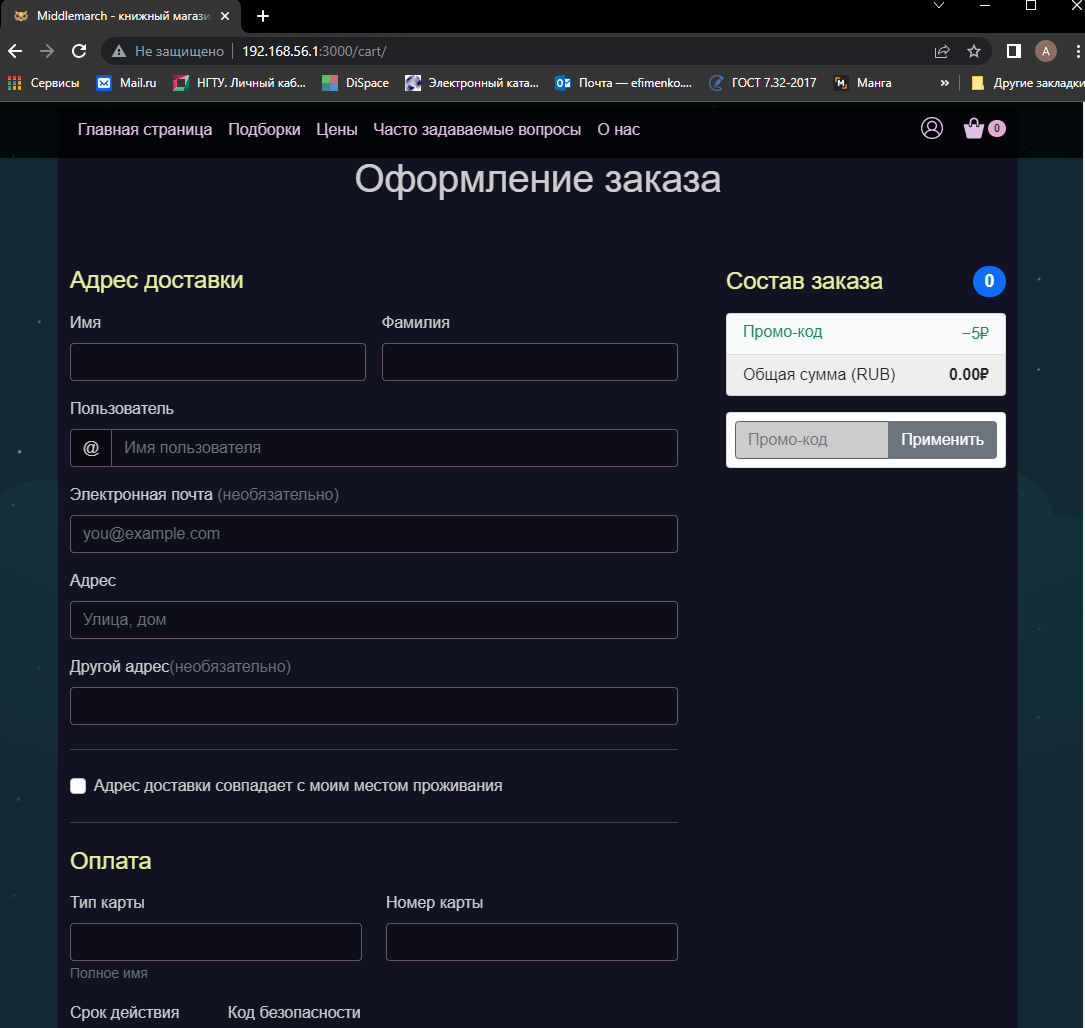 Middlemarch - книжный магази
Не защищено 192.168.56.1:3000/cart/
A
Сервисы Mail.ru НГТУ. Личный каб... DiSpace Электронный ката... Почта — efimenko.... ГОСТ 7.32-2017 Манга » Другие закладки
Главная страница Подборки Цены Часто задаваемые вопросы О нас 0
Оформление заказа
Адрес доставки
Имя Фамилия
Пользователь
@ Имя пользователя
Электронная почта (необязательно)
you@example.com
Адрес
Улица, дом
Другой адрес(необязательно)
Адрес доставки совпадает с моим местом проживания
Оплата
Тип карты Номер карты
Полное имя
Срок действия Код безопасности
Состав заказа 0
Промо-код −5₽
Общая сумма (RUB) 0.00₽
Промо-код Применить